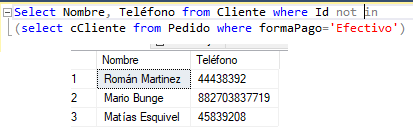 Select Nombre, Teléfono from Cliente where Id not in
(select cCliente from Pedido where formaPago='Efectivo')
Nombre Teléfono
1 Román Martinez 44438392
2 Mario Bunge 882703837719
3 Matías Esquivel 45839208